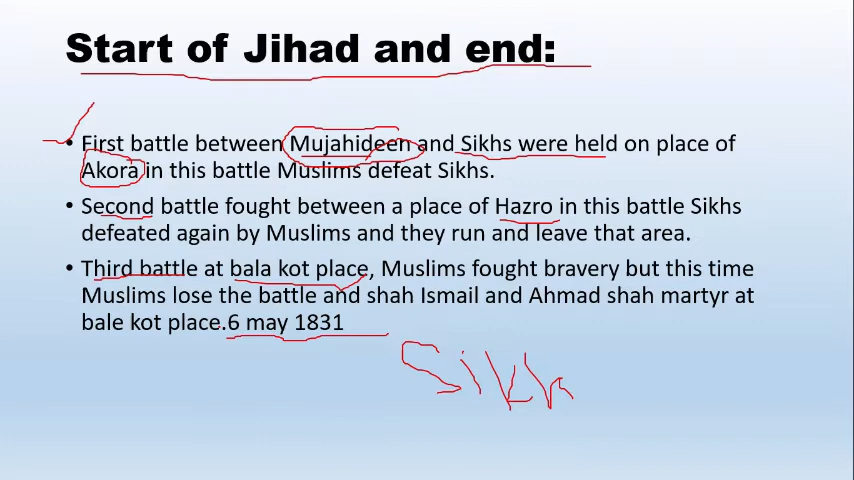 Start of Jihad and end:
• First battle between Mujahideen and Sikhs were held on place of
Akora in this battle Muslims defeat Sikhs.
• Second battle fought between a place of Hazro in this battle Sikhs
defeated again by Muslims and they run and leave that area.
• Third battle at bala kot place, Muslims fought bravery but this time
Muslims lose the battle and shah Ismail and Ahmad shah martyr at
bale kot place.6 may 1831
Sikh